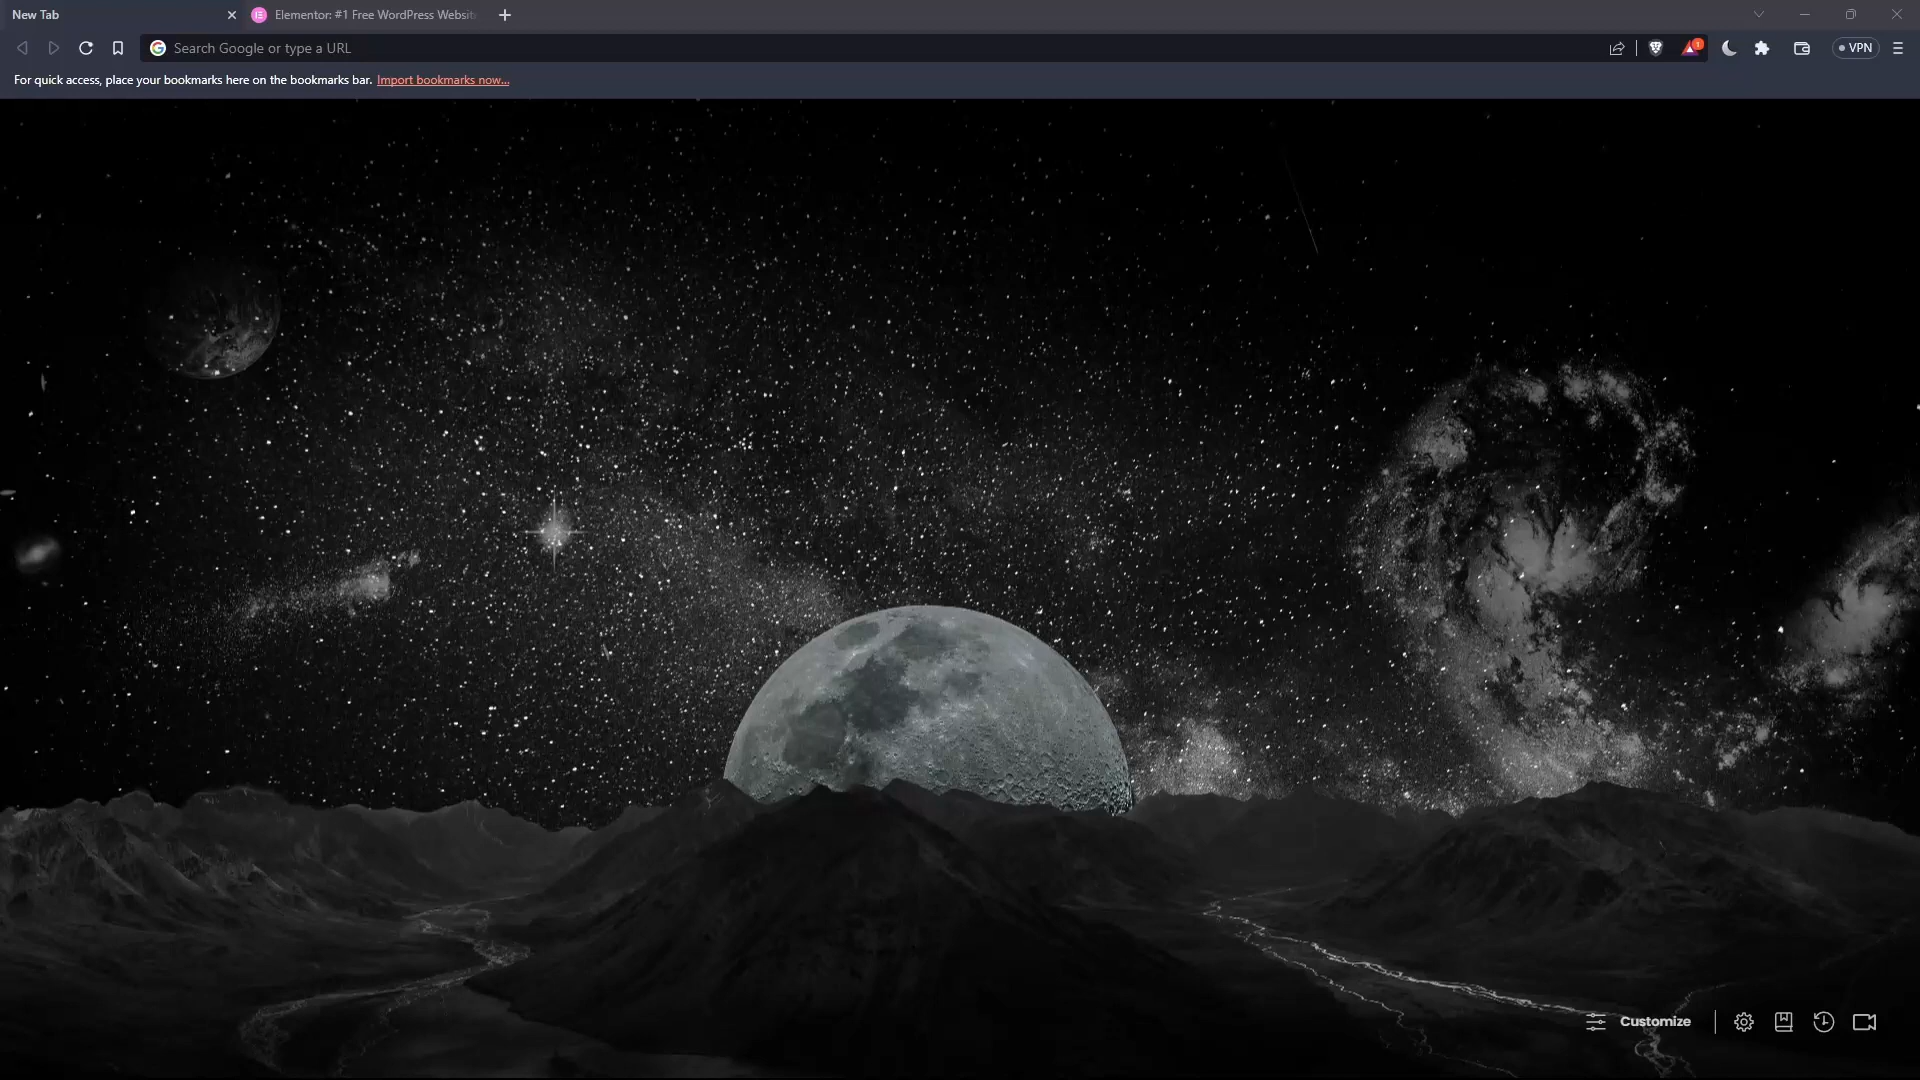 New Tab
Elementor: #1 Free WordPress Websit
Search Google or type a URL
1
VPN
For quick access, place your bookmarks here on the bookmarks bar. Import bookmarks now...
Customize